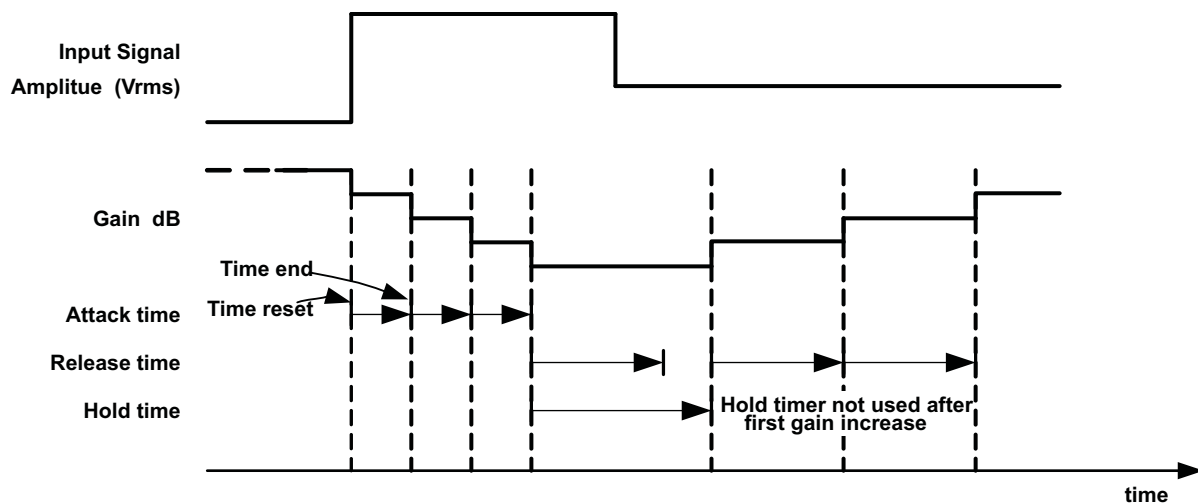 Input Signal
Amplitue (Vrms)
Gain dB
Time end
Time reset
Attack time
Release time
Hold time
Hold timer not used after
first gain increase
time